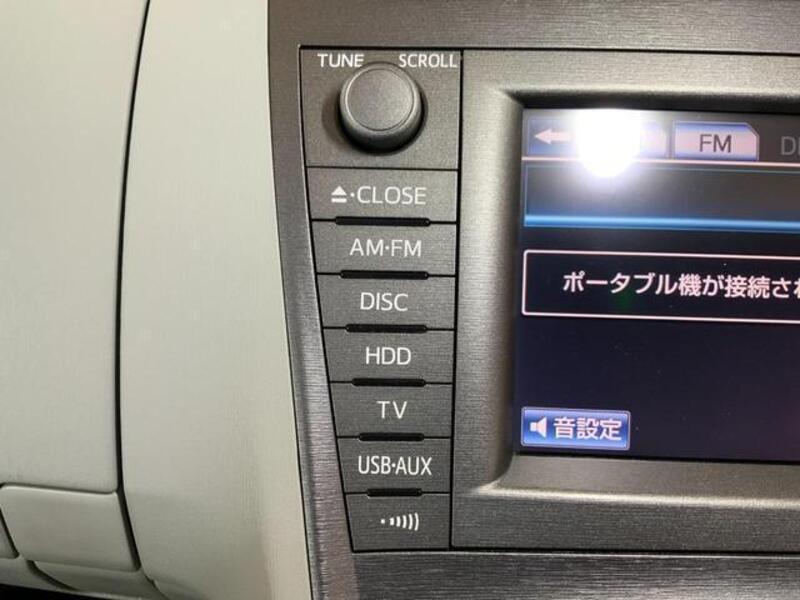 TUNE SCROLL
⏏·CLOSE
AM·FM
DISC
HDD
TV
USB·AUX
FM
ポータブル機が接続され
音設定